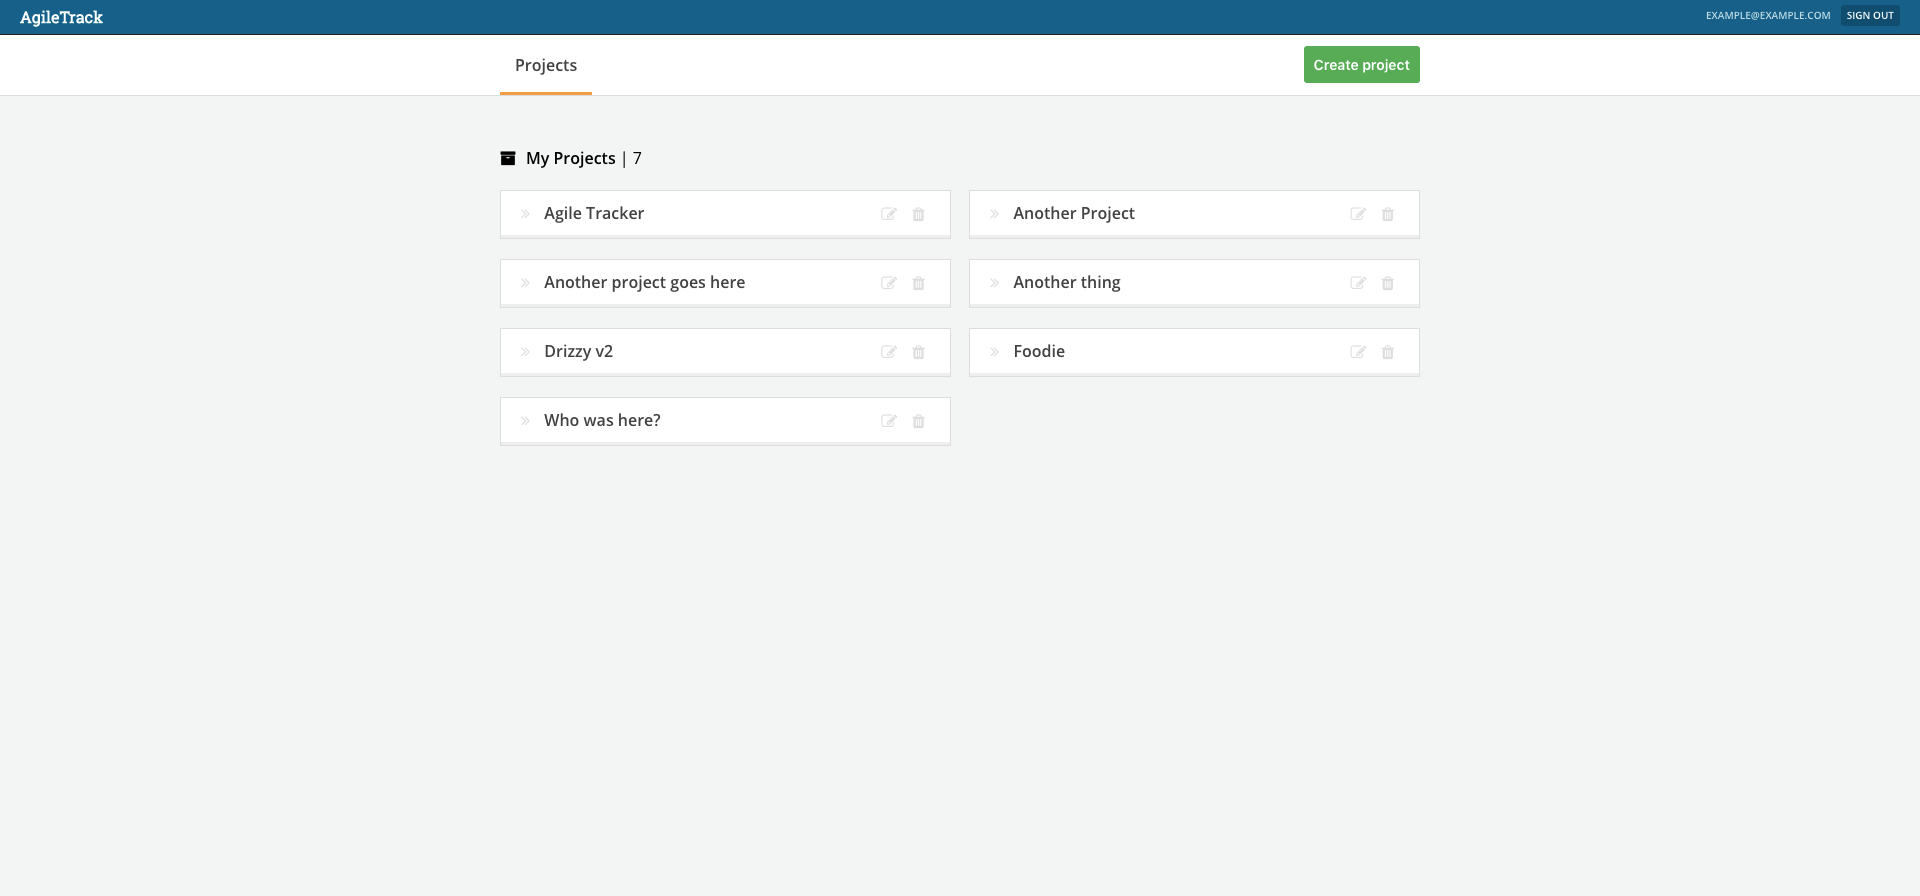 AgileTrack
EXAMPLE@EXAMPLE.COM
SIGN OUT
Projects
Create project
My Projects | 7
Agile Tracker
Another Project
Another project goes here
Another thing
Drizzy v2
Foodie
Who was here?